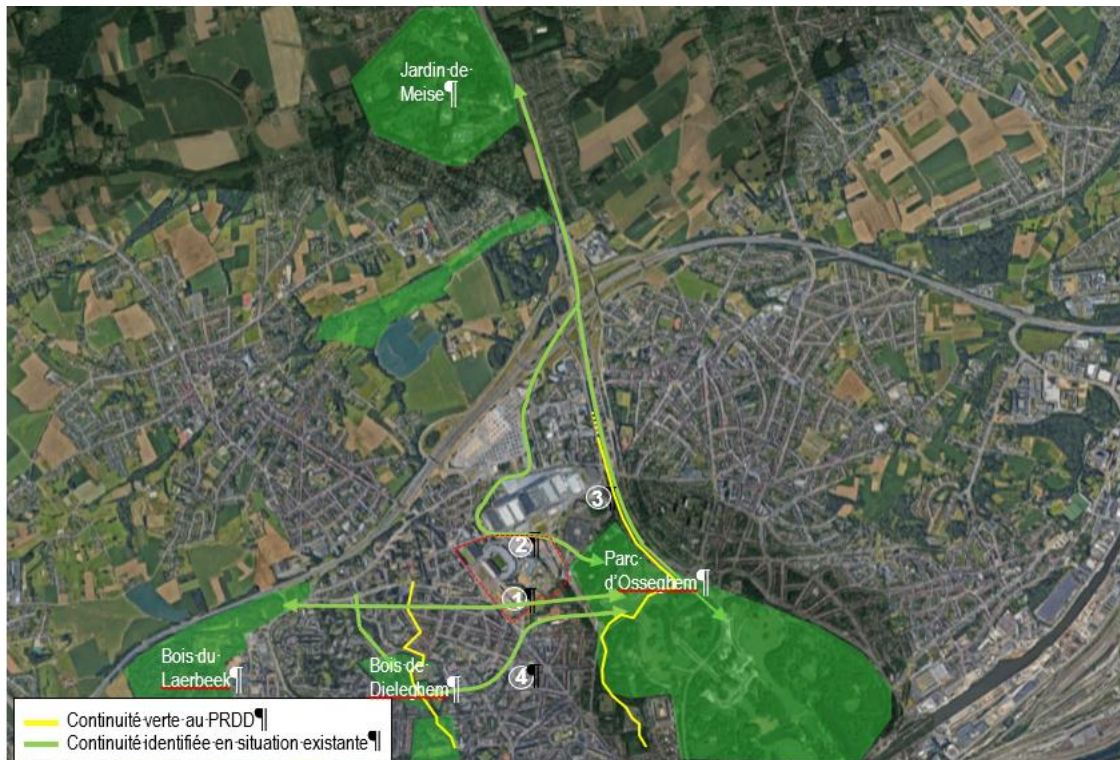 Jardin·de·
Meise¶
3
2¶
Parc·
d'Osseghem¶
1¶
Bois·du·
Laerbeek¶
Bois·de·
Dieleghem¶
4¶
Continuité·verte·au·PRDD¶
Continuité·identifiée·en·situation·existante¶